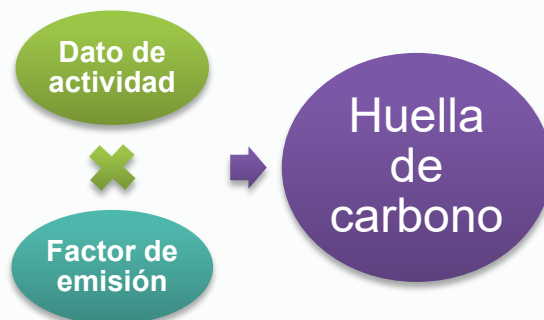 Dato de
actividad
Factor de
emisión
Huella
de
carbono